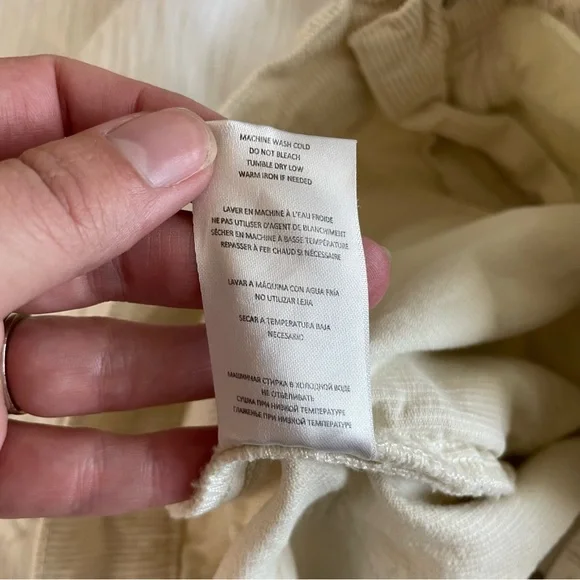 MACHINE WASH COLD
DO NOT BLEACH
TUMBLE DRY LOW
WARM IRON IF NEEDED
LAVER EN MACHINE À L'EAU FROIDE
NE PAS UTILISER D'AGENT DE BLANCHIMENT
SÉCHER EN MACHINE A BASSE TEMPÉRATURE
REPASSER À FER CHAUD SI NÉCESSAIRE
LAVAR A MÁQUINA CON AGUA FRÍA
NO UTILIZAR LEJIA
SECAR A TEMPERATURA BAJA
NECESARIO
МАШИННАЯ СТИРКА В ХОЛОДНОЙ ВОДЕ
НЕ ОТБЕЛИВАТЬ
СУШКА ПРИ НИЗКОЙ ТЕМПЕРАТУРЕ
ГЛАЖЕНЬЕ ПРИ НИЗКОЙ ТЕМПЕРАТУРЕ